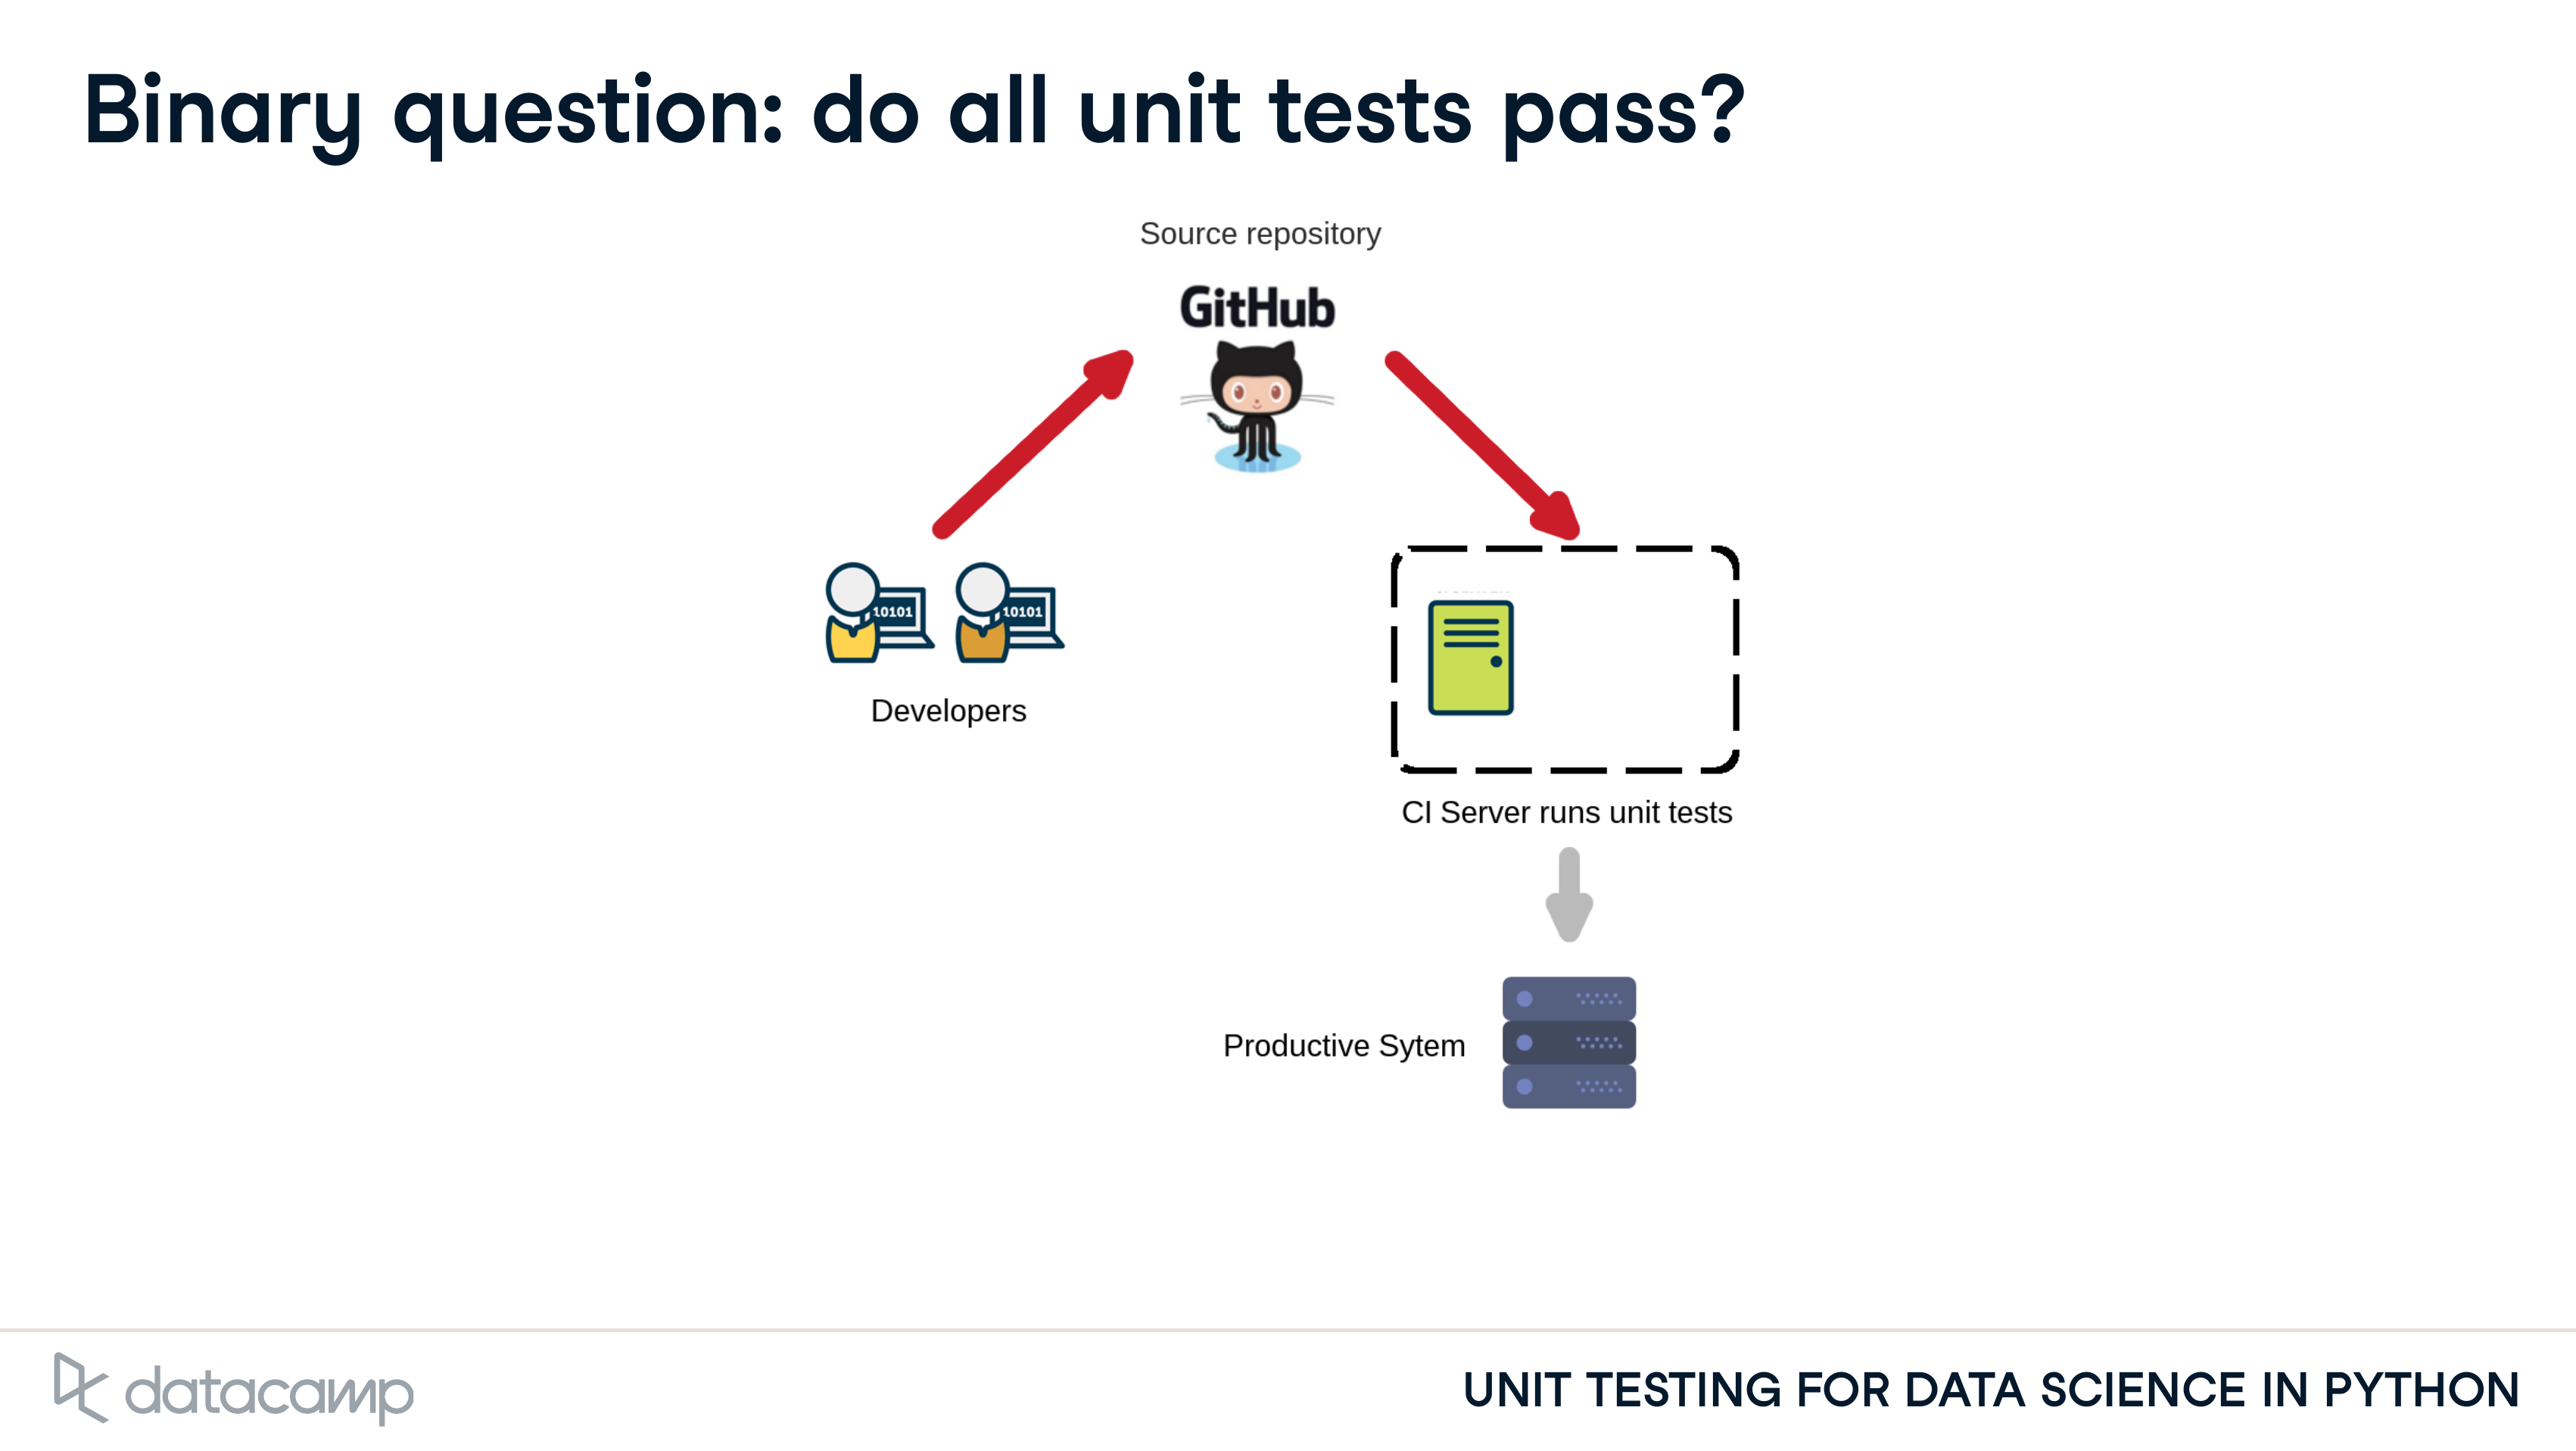 Binary question: do all unit tests pass?
Source repository
GitHub
10101
10101
Developers
CI Server runs unit tests
Productive Sytem
datacamp
UNIT TESTING FOR DATA SCIENCE IN PYTHON